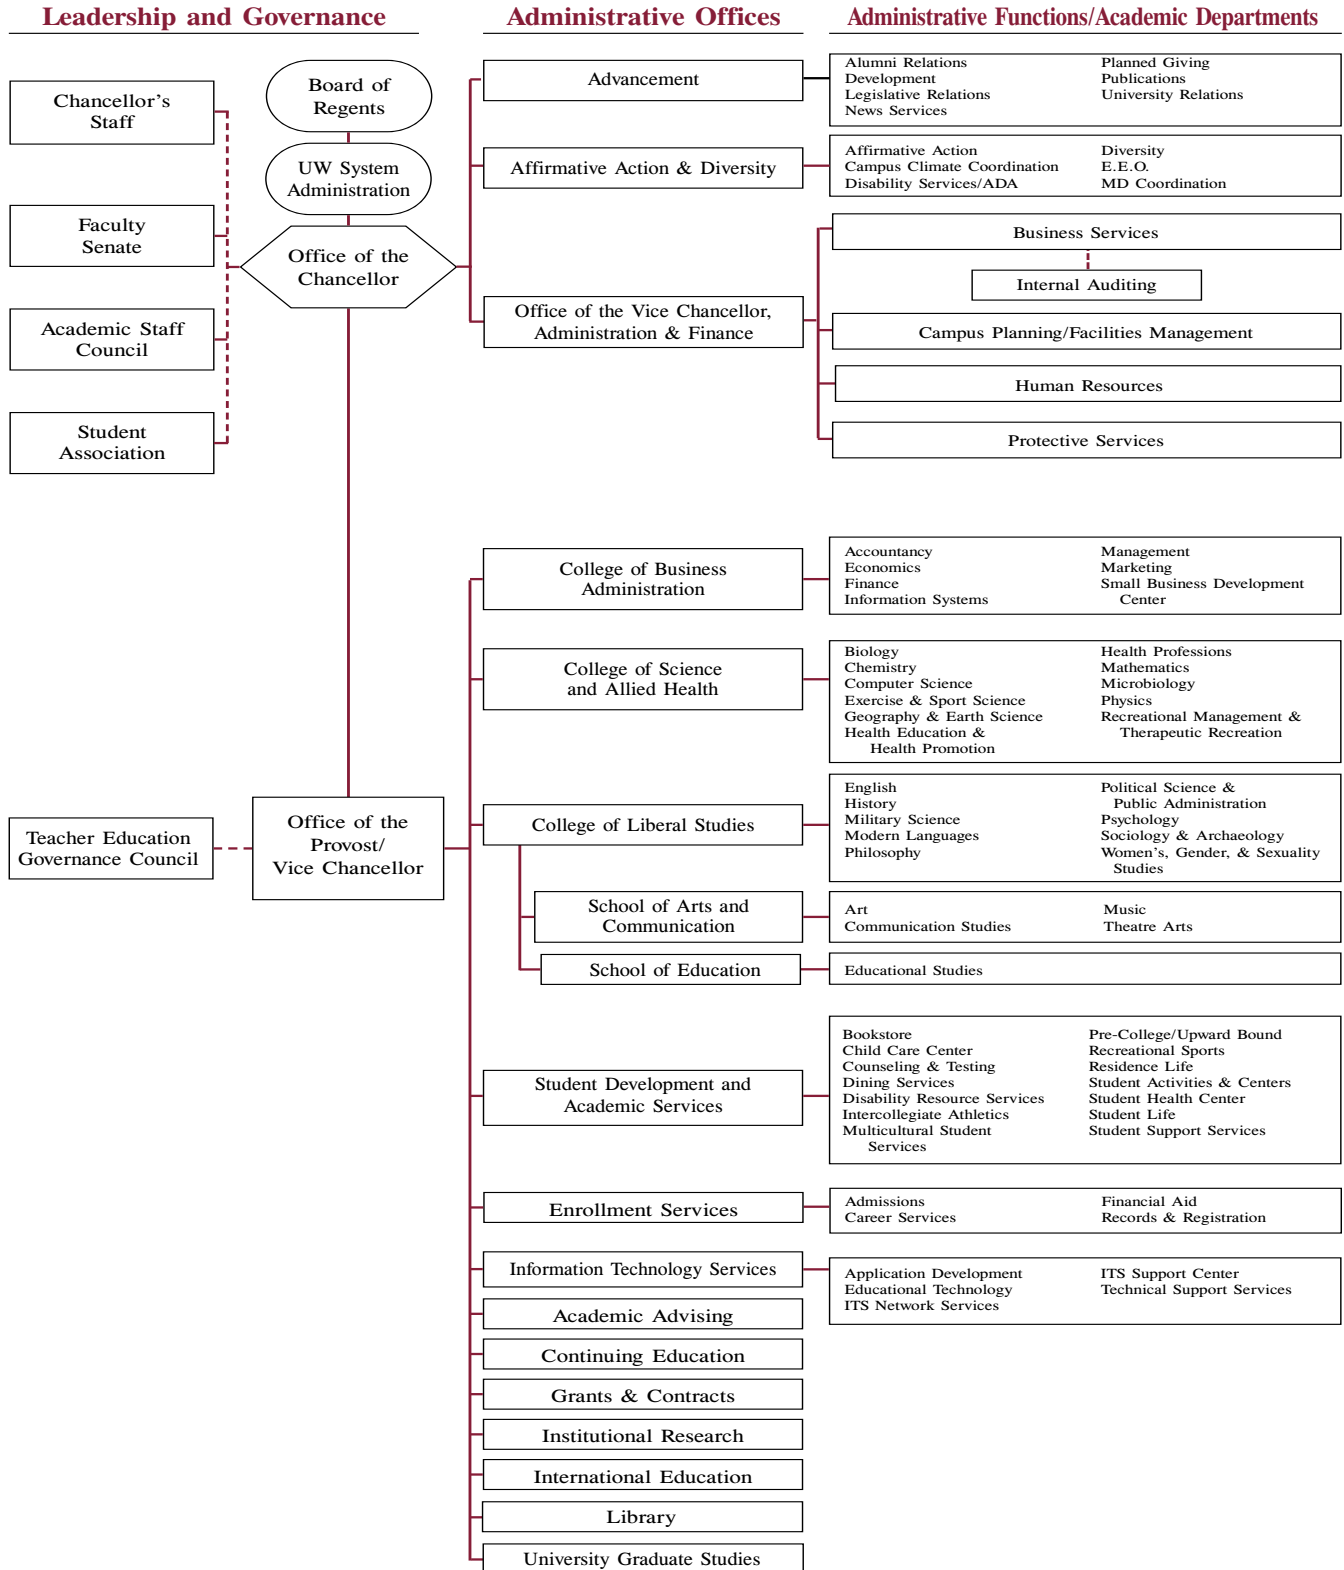 Leadership and Governance
Administrative Offices
Administrative Functions/Academic Departments
Chancellor's
Staff
Faculty
Senate
Academic Staff
Council
Student
Association
Board of
Regents
UW System
Administration
Office of the
Chancellor
Advancement
Alumni Relations
Development
Legislative Relations
News Services
Planned Giving
Publications
University Relations
Affirmative Action & Diversity
Affirmative Action
Campus Climate Coordination
Disability Services/ADA
Diversity
E.E.O.
MD Coordination
Office of the Vice Chancellor,
Administration & Finance
Business Services
Internal Auditing
Campus Planning/Facilities Management
Human Resources
Protective Services
Teacher Education
Governance Council
Office of the
Provost/
Vice Chancellor
College of Business
Administration
Accountancy
Economics
Finance
Information Systems
Management
Marketing
Small Business Development
Center
College of Science
and Allied Health
Biology
Chemistry
Computer Science
Exercise & Sport Science
Geography & Earth Science
Health Education &
Health Promotion
Health Professions
Mathematics
Microbiology
Physics
Recreational Management &
Therapeutic Recreation
College of Liberal Studies
English
History
Military Science
Modern Languages
Philosophy
Political Science &
Public Administration
Psychology
Sociology & Archaeology
Women's, Gender, & Sexuality
Studies
School of Arts and
Communication
Art
Communication Studies
Music
Theatre Arts
School of Education
Educational Studies
Student Development and
Academic Services
Bookstore
Child Care Center
Counseling & Testing
Dining Services
Disability Resource Services
Intercollegiate Athletics
Multicultural Student
Services
Pre-College/Upward Bound
Recreational Sports
Residence Life
Student Activities & Centers
Student Health Center
Student Life
Student Support Services
Enrollment Services
Admissions
Career Services
Financial Aid
Records & Registration
Information Technology Services
Application Development
Educational Technology
ITS Network Services
ITS Support Center
Technical Support Services
Academic Advising
Continuing Education
Grants & Contracts
Institutional Research
International Education
Library
University Graduate Studies